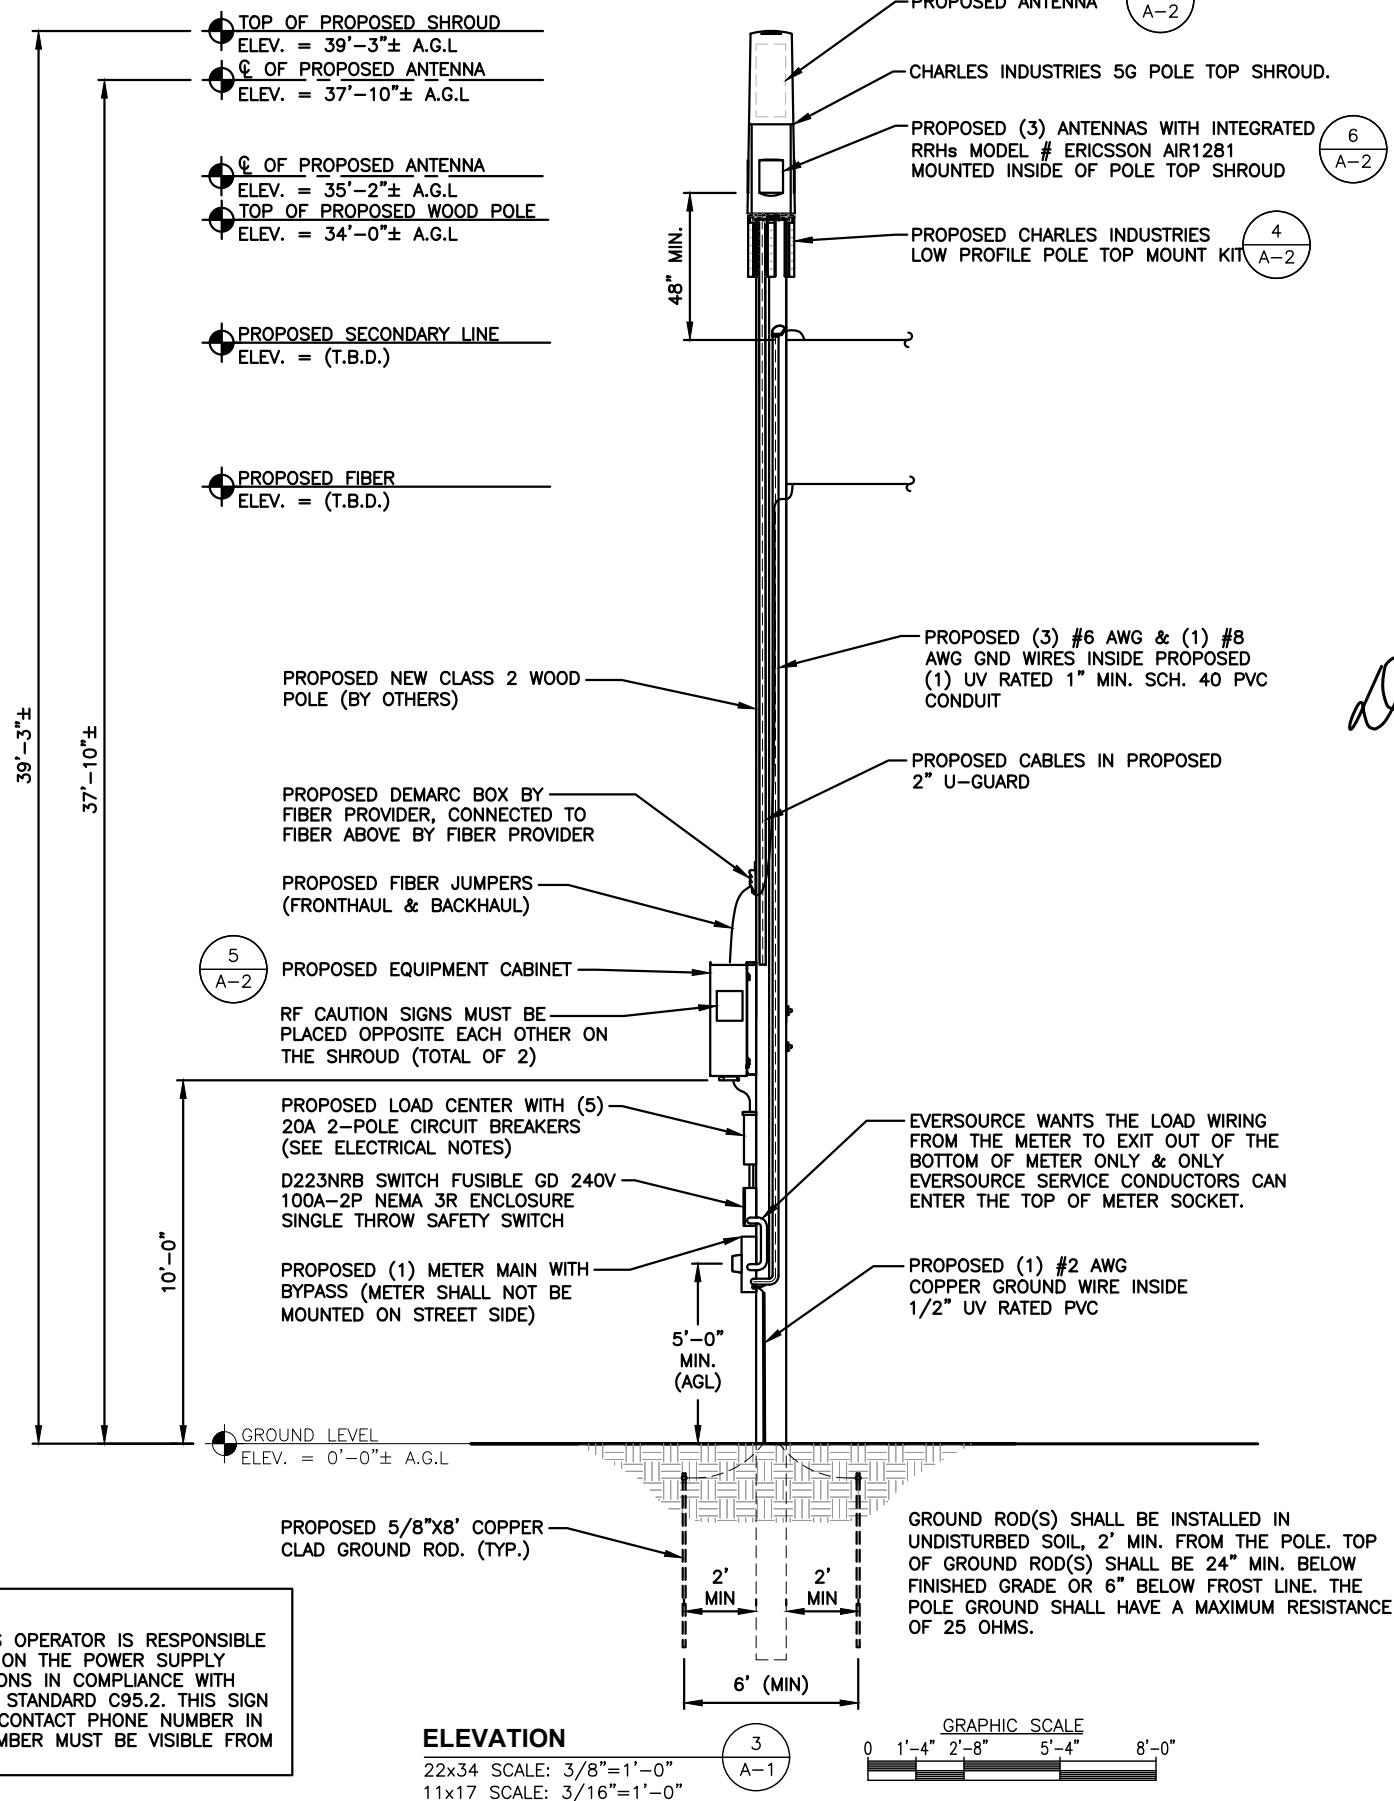 PROPOSED ANTENNA
A-2
TOP OF PROPOSED SHROUD
ELEV. = 39'-3"± A.G.L
℄ OF PROPOSED ANTENNA
ELEV. = 37'-10"± A.G.L
CHARLES INDUSTRIES 5G POLE TOP SHROUD.
PROPOSED (3) ANTENNAS WITH INTEGRATED
RRHs MODEL # ERICSSON AIR1281
MOUNTED INSIDE OF POLE TOP SHROUD
6
A-2
℄ OF PROPOSED ANTENNA
ELEV. = 35'-2"± A.G.L
TOP OF PROPOSED WOOD POLE
ELEV. = 34'-0"± A.G.L
48" MIN.
PROPOSED CHARLES INDUSTRIES
LOW PROFILE POLE TOP MOUNT KIT
4
A-2
PROPOSED SECONDARY LINE
ELEV. = (T.B.D.)
PROPOSED FIBER
ELEV. = (T.B.D.)
PROPOSED (3) #6 AWG & (1) #8
AWG GND WIRES INSIDE PROPOSED
(1) UV RATED 1" MIN. SCH. 40 PVC
CONDUIT
PROPOSED NEW CLASS 2 WOOD
POLE (BY OTHERS)
39'-3"±
37'-10"±
PROPOSED CABLES IN PROPOSED
2" U-GUARD
PROPOSED DEMARC BOX BY
FIBER PROVIDER, CONNECTED TO
FIBER ABOVE BY FIBER PROVIDER
PROPOSED FIBER JUMPERS
(FRONTHAUL & BACKHAUL)
5
A-2
PROPOSED EQUIPMENT CABINET
RF CAUTION SIGNS MUST BE
PLACED OPPOSITE EACH OTHER ON
THE SHROUD (TOTAL OF 2)
PROPOSED LOAD CENTER WITH (5)
20A 2-POLE CIRCUIT BREAKERS
(SEE ELECTRICAL NOTES)
D223NRB SWITCH FUSIBLE GD 240V
100A-2P NEMA 3R ENCLOSURE
SINGLE THROW SAFETY SWITCH
PROPOSED (1) METER MAIN WITH
BYPASS (METER SHALL NOT BE
MOUNTED ON STREET SIDE)
10'-0"
EVERSOURCE WANTS THE LOAD WIRING
FROM THE METER TO EXIT OUT OF THE
BOTTOM OF METER ONLY & ONLY
EVERSOURCE SERVICE CONDUCTORS CAN
ENTER THE TOP OF METER SOCKET.
PROPOSED (1) #2 AWG
COPPER GROUND WIRE INSIDE
1/2" UV RATED PVC
5'-0"
MIN.
(AGL)
GROUND LEVEL
ELEV. = 0'-0"± A.G.L
PROPOSED 5/8"X8' COPPER
CLAD GROUND ROD. (TYP.)
2'
MIN
2'
MIN
6' (MIN)
GROUND ROD(S) SHALL BE INSTALLED IN
UNDISTURBED SOIL, 2' MIN. FROM THE POLE. TOP
OF GROUND ROD(S) SHALL BE 24" MIN. BELOW
FINISHED GRADE OR 6" BELOW FROST LINE. THE
POLE GROUND SHALL HAVE A MAXIMUM RESISTANCE
OF 25 OHMS.
OPERATOR IS RESPONSIBLE
ON THE POWER SUPPLY
IN COMPLIANCE WITH
STANDARD C95.2. THIS SIGN
CONTACT PHONE NUMBER IN
MUST BE VISIBLE FROM
ELEVATION
22x34 SCALE: 3/8"=1'-0"
11x17 SCALE: 3/16"=1'-0"
3
A-1
GRAPHIC SCALE
0 1'-4" 2'-8" 5'-4" 8'-0"